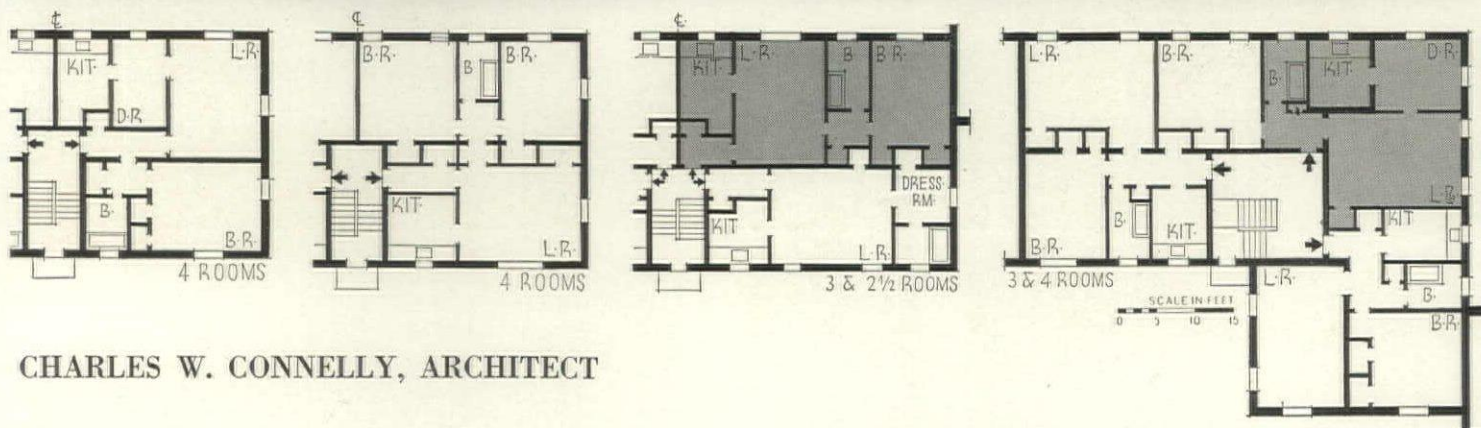 ℄
KIT.
L.R.
D.R.
B.
B.R.
4 ROOMS
℄
B.R.
B
B.R.
KIT.
L.R.
4 ROOMS
℄
KIT.
L.R.
B.
B.R.
DRESS.
RM.
KIT.
L.R.
3 & 2½ ROOMS
L.R.
B.R.
B.
KIT.
D.R.
L.R.
B.R.
B.
KIT.
KIT
L.R.
B.
B.R.
3 & 4 ROOMS
SCALE IN FEET
0 5 10 15
CHARLES W. CONNELLY, ARCHITECT